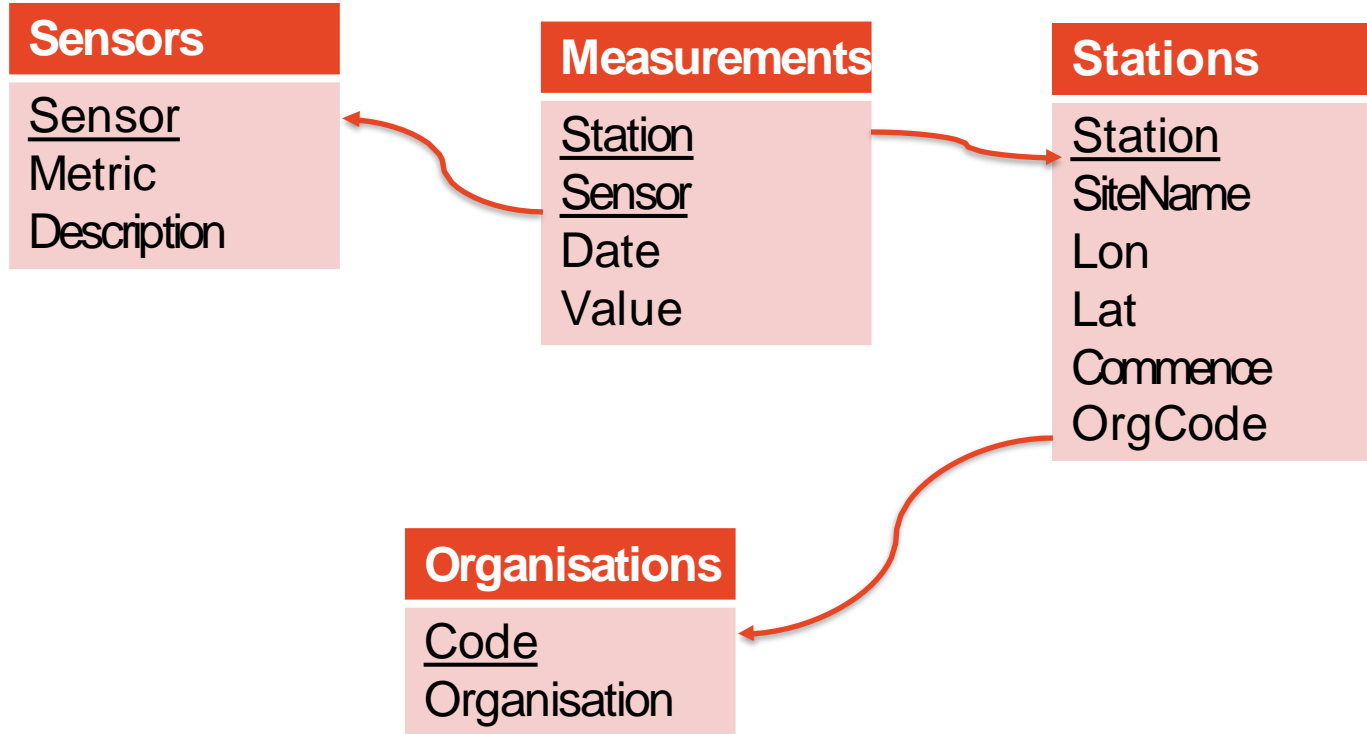 Sensors
Sensor
Metric
Description
Measurements
Station
Sensor
Date
Value
Stations
Station
SiteName
Lon
Lat
Commence
OrgCode
Organisations
Code
Organisation